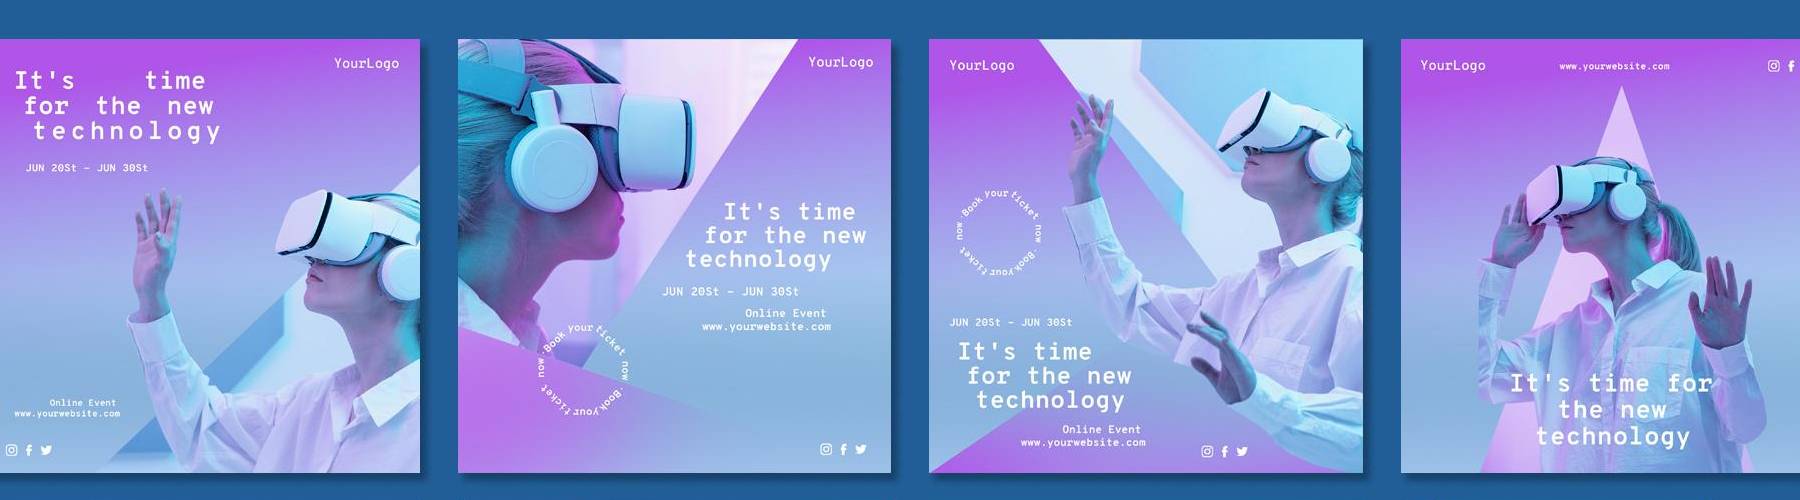 It's time
for the new
technology
YourLogo
JUN 20St - JUN 30St
Online Event
www.yourwebsite.com
YourLogo
It's time
for the new
technology
JUN 20St - JUN 30St
Online Event
www.yourwebsite.com
Book your ticket now · Book your ticket now ·
YourLogo
Book your ticket now · Book your ticket now ·
JUN 20St - JUN 30St
It's time
for the new
technology
Online Event
www.yourwebsite.com
YourLogo
www.yourwebsite.com
It's time for
the new
technology